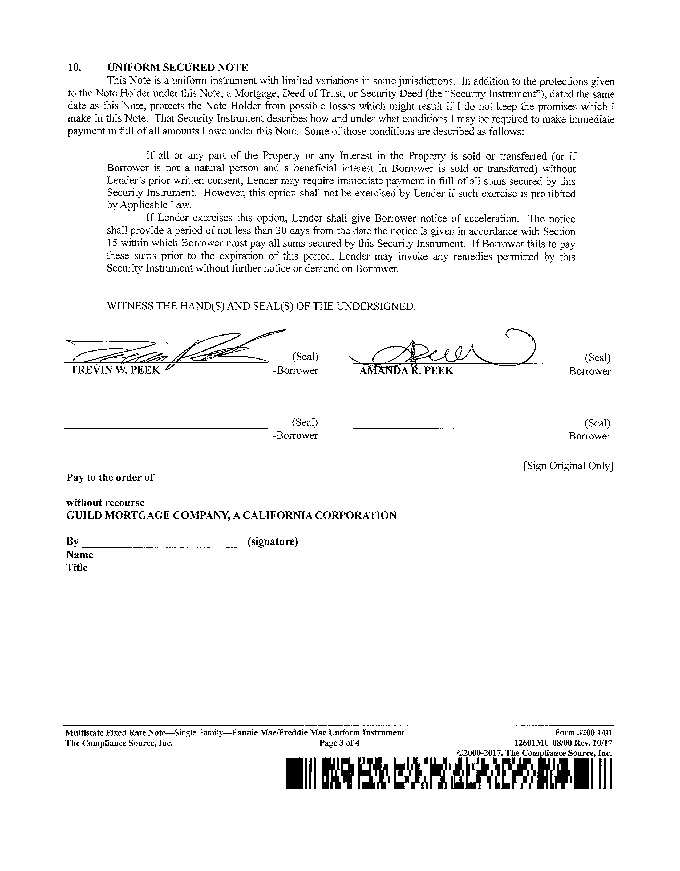 10. UNIFORM SECURED NOTE
This Note is a uniform instrument with limited variations in some jurisdictions. In addition to the protections given
to the Note Holder under this Note, a Mortgage, Deed of Trust, or Security Deed (the “Security Instrument”), dated the same
date as this Note, protects the Note Holder from possible losses which might result if I do not keep the promises which I
make in this Note. That Security Instrument describes how and under what conditions I may be required to make immediate
payment in full of all amounts I owe under this Note. Some of those conditions are described as follows:
If all or any part of the Property or any Interest in the Property is sold or transferred (or if
Borrower is not a natural person and a beneficial interest in Borrower is sold or transferred) without
Lender's prior written consent, Lender may require immediate payment in full of all sums secured by this
Security Instrument. However, this option shall not be exercised by Lender if such exercise is prohibited
by Applicable Law.
If Lender exercises this option, Lender shall give Borrower notice of acceleration. The notice
shall provide a period of not less than 30 days from the date the notice is given in accordance with Section
15 within which Borrower must pay all sums secured by this Security Instrument. If Borrower fails to pay
these sums prior to the expiration of this period, Lender may invoke any remedies permitted by this
Security Instrument without further notice or demand on Borrower.
WITNESS THE HAND(S) AND SEAL(S) OF THE UNDERSIGNED.
(Seal) (Seal)
TREVIN W. PEEK -Borrower AMANDA R. PEEK Borrower
(Seal) (Seal)
-Borrower Borrower
[Sign Original Only]
Pay to the order of
without recourse
GUILD MORTGAGE COMPANY, A CALIFORNIA CORPORATION
By (signature)
Name
Title
Multistate Fixed Rate Note—Single Family—Fannie Mae/Freddie Mac Uniform Instrument Form 3200 1/01
The Compliance Source, Inc. Page 3 of 4 12601MU 08/00 Rev. 10/17
©2000-2017, The Compliance Source, Inc.